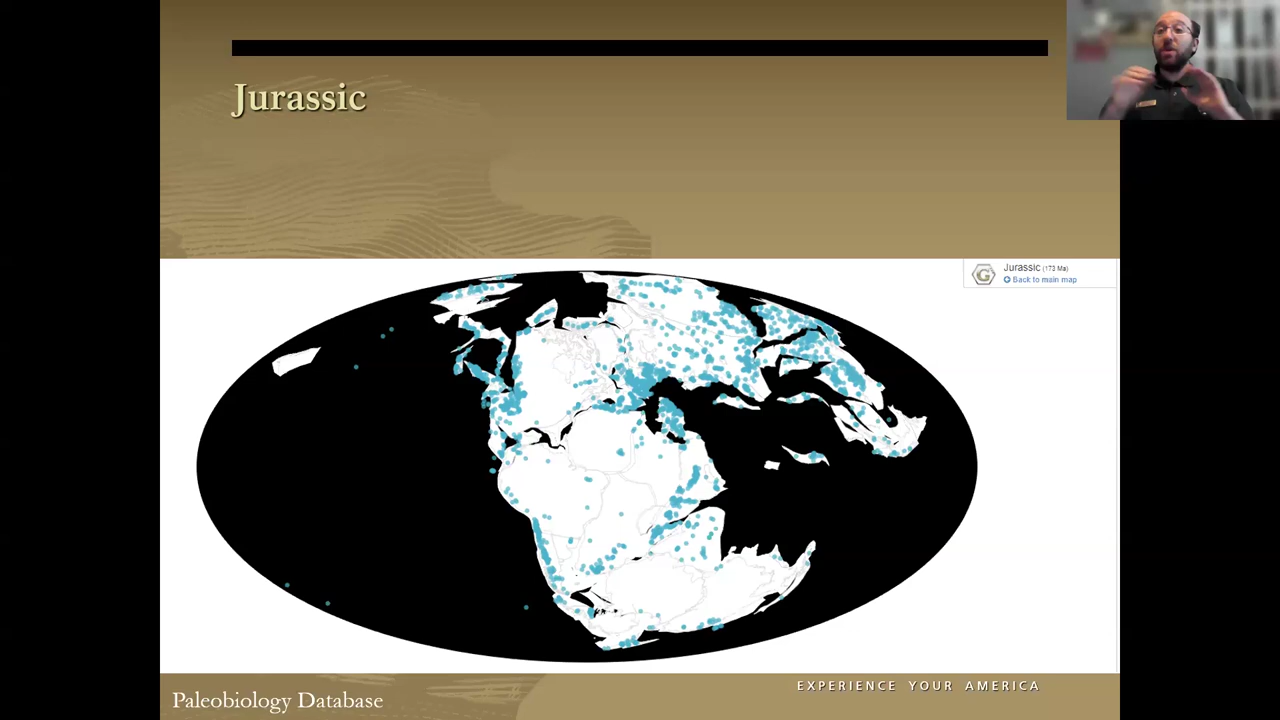 Jurassic
G
Jurassic (173 Ma)
Back to main map
EXPERIENCE YOUR AMERICA
Paleobiology Database